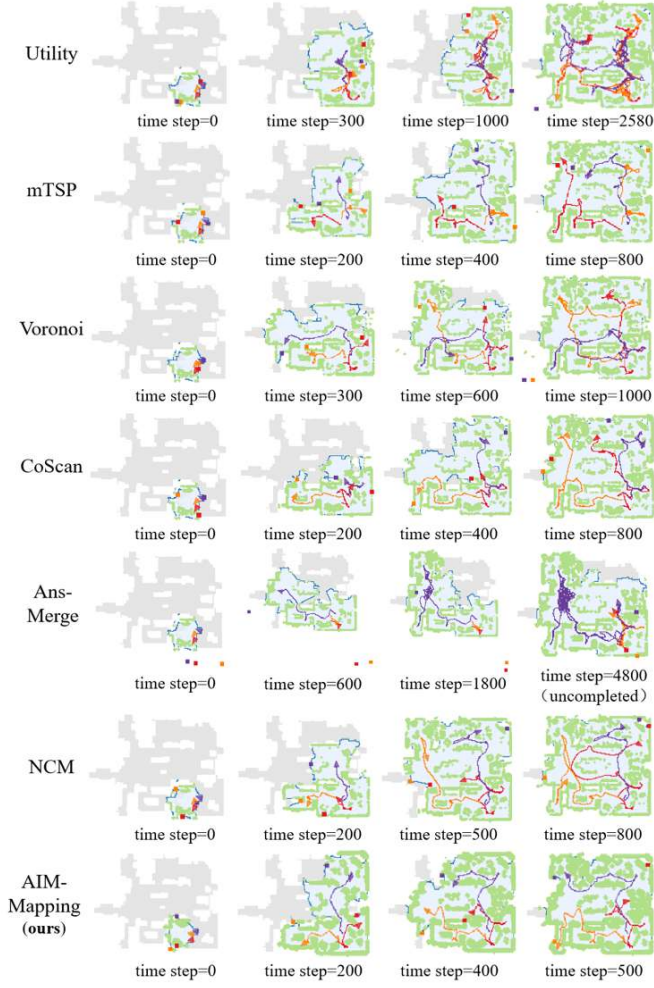 Utility
time step=0 time step=300 time step=1000 time step=2580
mTSP
time step=0 time step=200 time step=400 time step=800
Voronoi
time step=0 time step=300 time step=600 time step=1000
CoScan
time step=0 time step=200 time step=400 time step=800
Ans-
Merge
time step=0 time step=600 time step=1800 time step=4800
（uncompleted）
NCM
time step=0 time step=200 time step=500 time step=800
AIM-
Mapping
(ours)
time step=0 time step=200 time step=400 time step=500